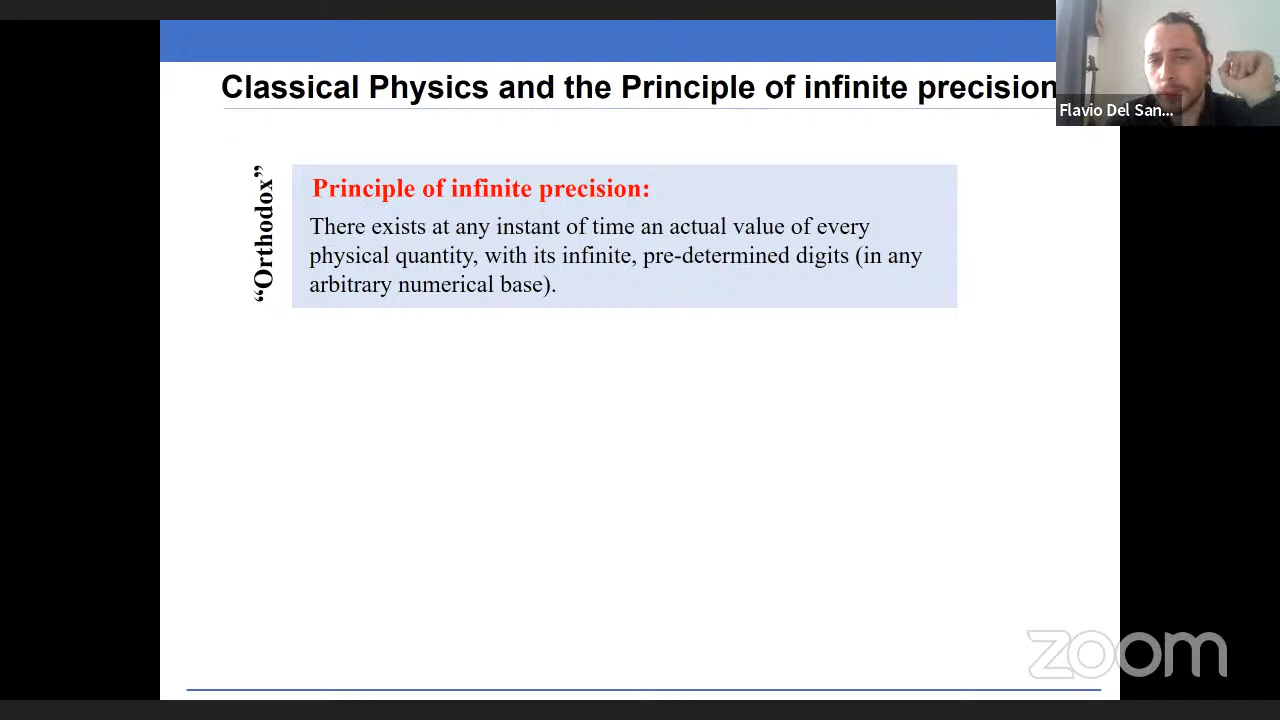 Classical Physics and the Principle of infinite precision
Flavio Del San...
“Orthodox”
Principle of infinite precision:
There exists at any instant of time an actual value of every
physical quantity, with its infinite, pre-determined digits (in any
arbitrary numerical base).
zoom